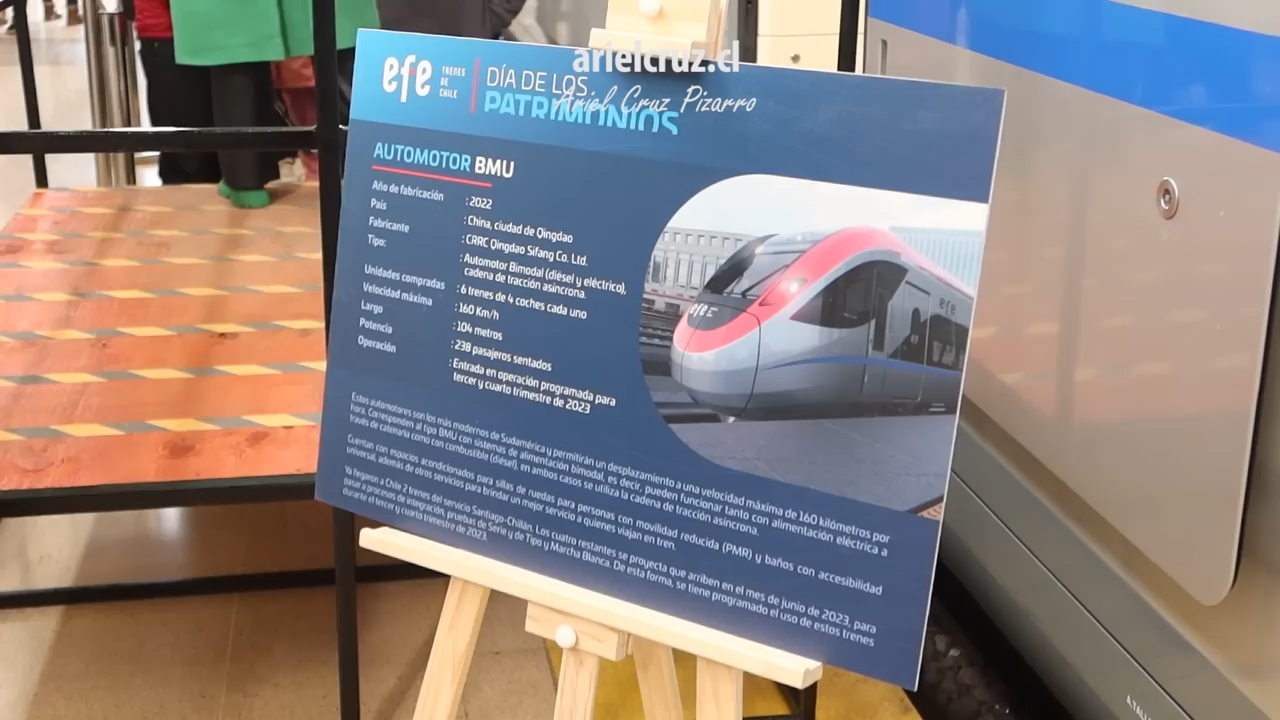 arielcruz.cl
Ariel Cruz Pizarro
efe
TRENES
DE
CHILE
DÍA DE LOS
PATRIMONIOS
AUTOMOTOR BMU
Año de fabricación : 2022
País : China, ciudad de Qingdao
Fabricante : CRRC Qingdao Sifang Co. Ltd.
Tipo: : Automotor Bimodal (diésel y eléctrico),
cadena de tracción asíncrona.
Unidades compradas : 6 trenes de 4 coches cada uno
Velocidad máxima : 160 Km/h
Largo : 104 metros
Potencia : 238 pasajeros sentados
Operación : Entrada en operación programada para
tercer y cuarto trimestre de 2023
efe
efe
Estos automotores son los más modernos de Sudamérica y permitirán un desplazamiento a una velocidad máxima de 160 kilómetros por
hora. Corresponden al tipo BMU con sistemas de alimentación bimodal, es decir, pueden funcionar tanto con alimentación eléctrica a
través de catenaria como con combustible (diésel), en ambos casos se utiliza la cadena de tracción asíncrona.
Cuentan con espacios acondicionados para sillas de ruedas para personas con movilidad reducida (PMR) y baños con accesibilidad
universal, además de otros servicios para brindar un mejor servicio a quienes viajan en tren.
Ya llegaron a Chile 2 trenes del servicio Santiago-Chillán. Los cuatro restantes se proyecta que arriben en el mes de junio de 2023, para
pasar a procesos de integración, pruebas de Serie y de Tipo y Marcha Blanca. De esta forma, se tiene programado el uso de estos trenes
durante el tercer y cuarto trimestre de 2023.